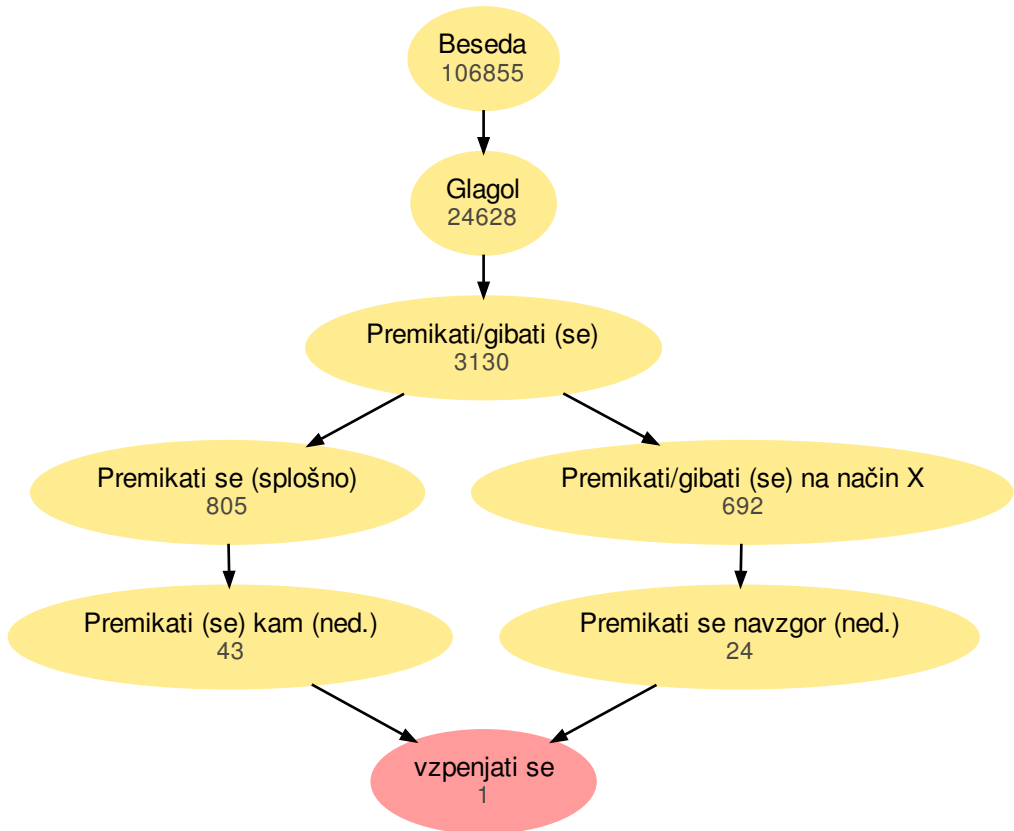 Beseda
106855
Glagol
24628
Premikati/gibati (se)
3130
Premikati se (splošno)
805
Premikati/gibati (se) na način X
692
Premikati (se) kam (ned.)
43
Premikati se navzgor (ned.)
24
vzpenjati se
1